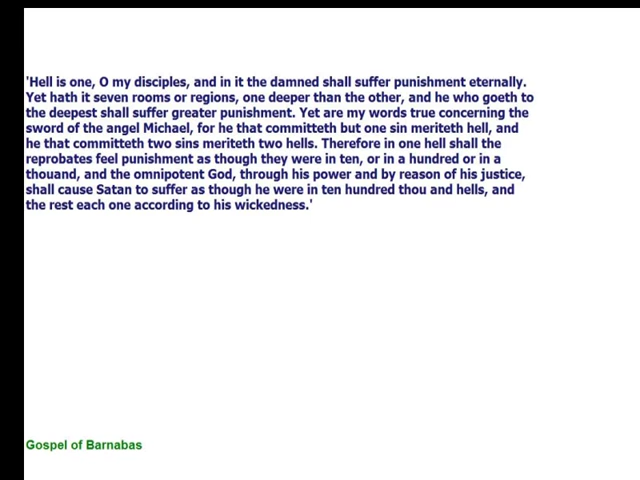 'Hell is one, O my disciples, and in it the damned shall suffer punishment eternally.
Yet hath it seven rooms or regions, one deeper than the other, and he who goeth to
the deepest shall suffer greater punishment. Yet are my words true concerning the
sword of the angel Michael, for he that committeth but one sin meriteth hell, and
he that committeth two sins meriteth two hells. Therefore in one hell shall the
reprobates feel punishment as though they were in ten, or in a hundred or in a
thouand, and the omnipotent God, through his power and by reason of his justice,
shall cause Satan to suffer as though he were in ten hundred thou and hells, and
the rest each one according to his wickedness.'
Gospel of Barnabas